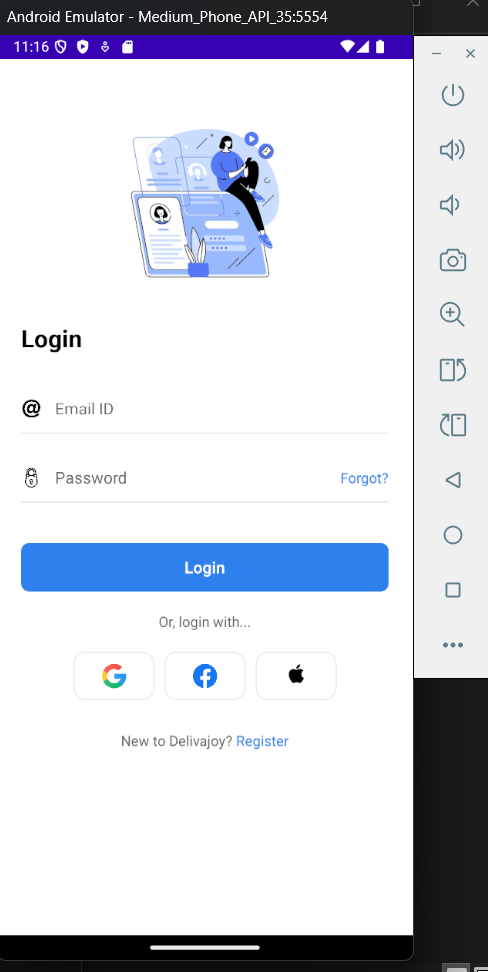 Android Emulator - Medium_Phone_API_35:5554
11:16
Login
@ Email ID
Password Forgot?
Login
Or, login with...
New to Delivajoy? Register